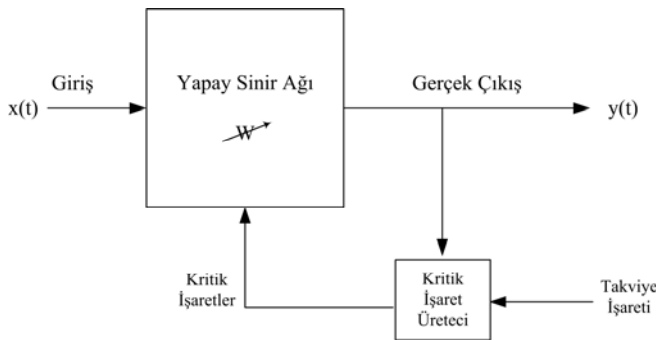 Giriş
x(t)
Yapay Sinir Ağı
W
Gerçek Çıkış
y(t)
Kritik
İşaretler
Kritik
İşaret
Üreteci
Takviye
İşareti